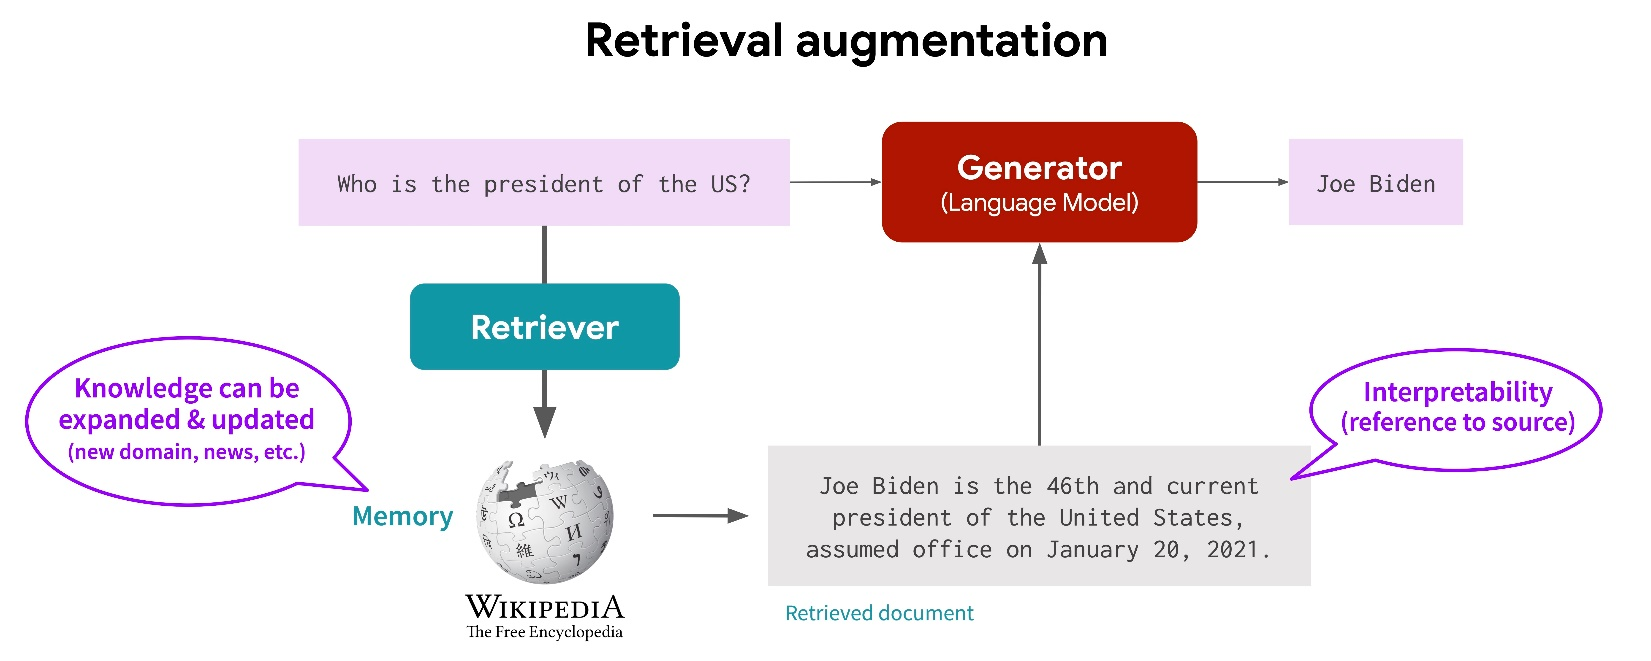 Retrieval augmentation
Who is the president of the US?
Generator
(Language Model)
Joe Biden
Retriever
Knowledge can be
expanded & updated
(new domain, news, etc.)
Interpretability
(reference to source)
Memory
Ω
W
И
維
WIKIPEDIA
The Free Encyclopedia
Joe Biden is the 46th and current
president of the United States,
assumed office on January 20, 2021.
Retrieved document